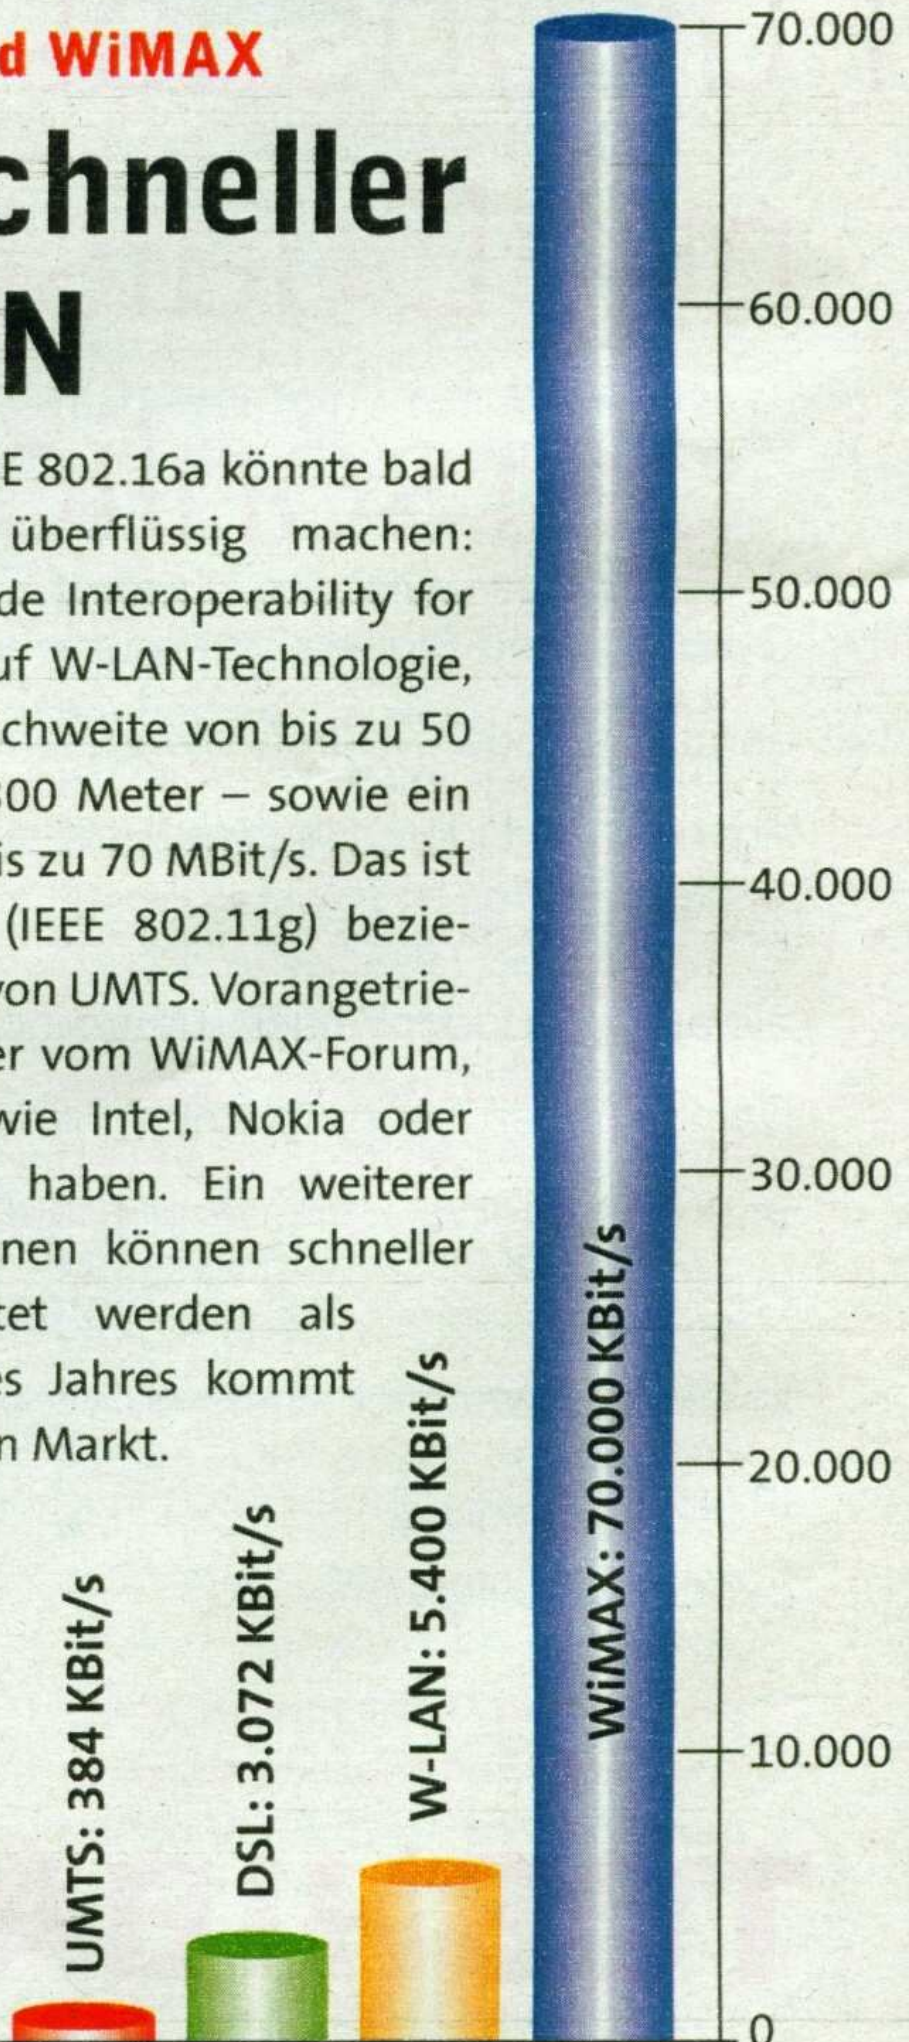 d WiMAX
chneller
N
E 802.16a könnte bald
überflüssig machen:
de Interoperability for
uf W-LAN-Technologie,
chweite von bis zu 50
300 Meter – sowie ein
is zu 70 MBit/s. Das ist
(IEEE 802.11g) bezie-
von UMTS. Vorangetrie-
er vom WiMAX-Forum,
wie Intel, Nokia oder
haben. Ein weiterer
nen können schneller
tet werden als
es Jahres kommt
n Markt.
UMTS: 384 KBit/s
DSL: 3.072 KBit/s
W-LAN: 5.400 KBit/s
WiMAX: 70.000 KBit/s
70.000
60.000
50.000
40.000
30.000
20.000
10.000
0